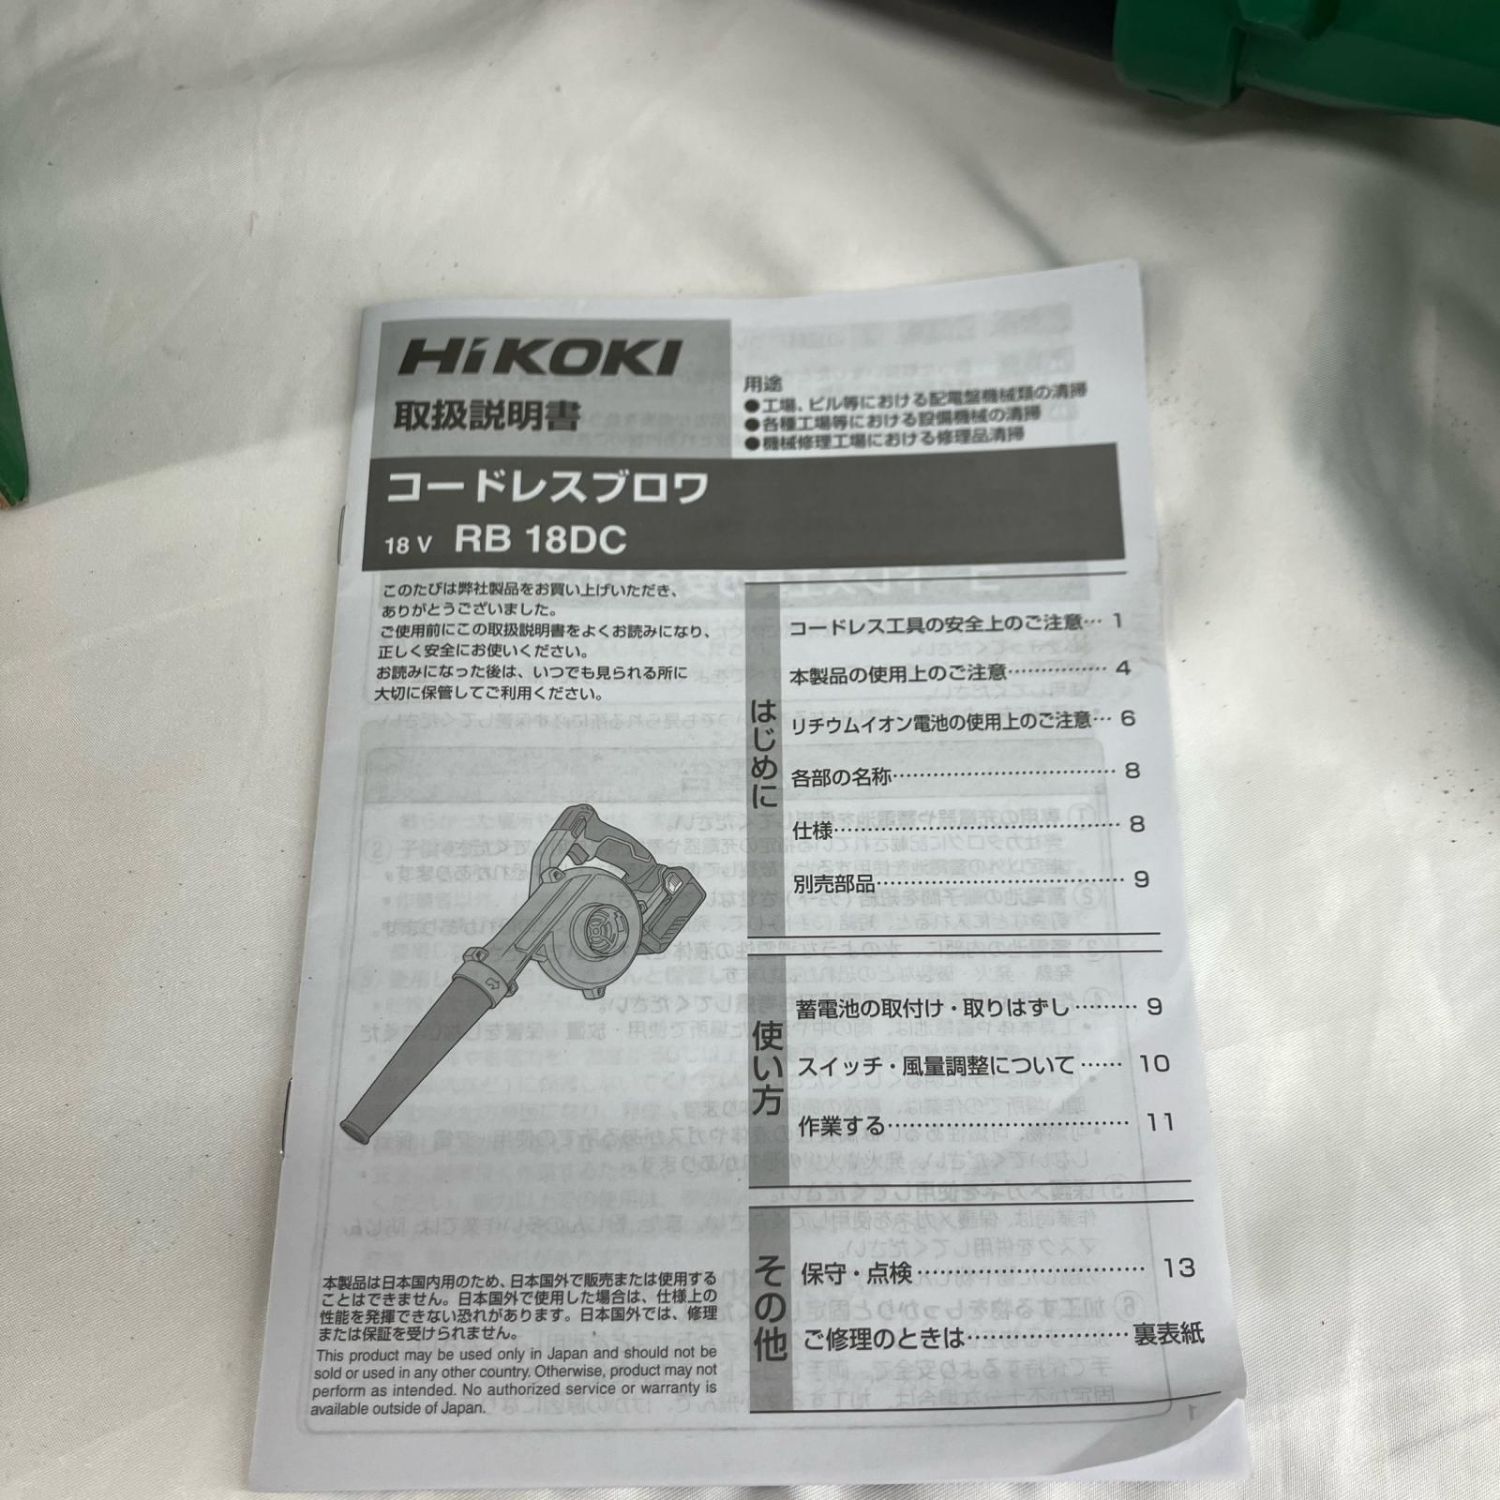 HiKOKI
取扱説明書
用途
●工場、ビル等における配電盤機械類の清掃
●各種工場等における設備機械の清掃
●機械修理工場における修理品清掃
コードレスブロワ
18 V RB 18DC
このたびは弊社製品をお買い上げいただき、
ありがとうございました。
ご使用前にこの取扱説明書をよくお読みになり、
正しく安全にお使いください。
お読みになった後は、いつでも見られる所に
大切に保管してご利用ください。
はじめに
コードレス工具の安全上のご注意… 1
本製品の使用上のご注意…………… 4
リチウムイオン電池の使用上のご注意… 6
各部の名称………………………… 8
仕様………………………………… 8
別売部品…………………………… 9
使い方
蓄電池の取付け・取りはずし……… 9
スイッチ・風量調整について…… 10
作業する………………………… 11
その他
保守・点検……………………… 13
ご修理のときは…………………裏表紙
本製品は日本国内用のため、日本国外で販売または使用する
ことはできません。日本国外で使用した場合は、仕様上の
性能を発揮できない恐れがあります。日本国外では、修理
または保証を受けられません。
This product may be used only in Japan and should not be
sold or used in any other country. Otherwise, product may not
perform as intended. No authorized service or warranty is
available outside of Japan.